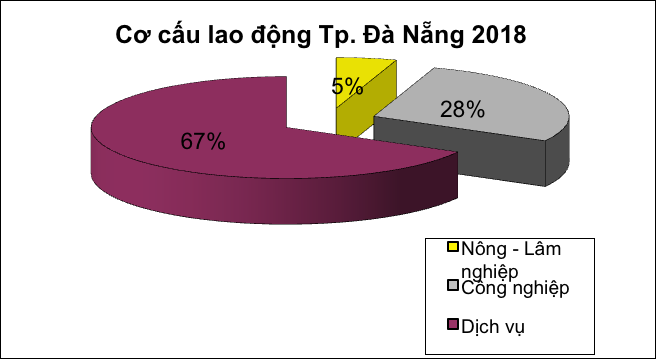 Cơ cấu lao động Tp. Đà Nẵng 2018
5%
28%
67%
Nông - Lâm
nghiệp
Công nghiệp
Dịch vụ